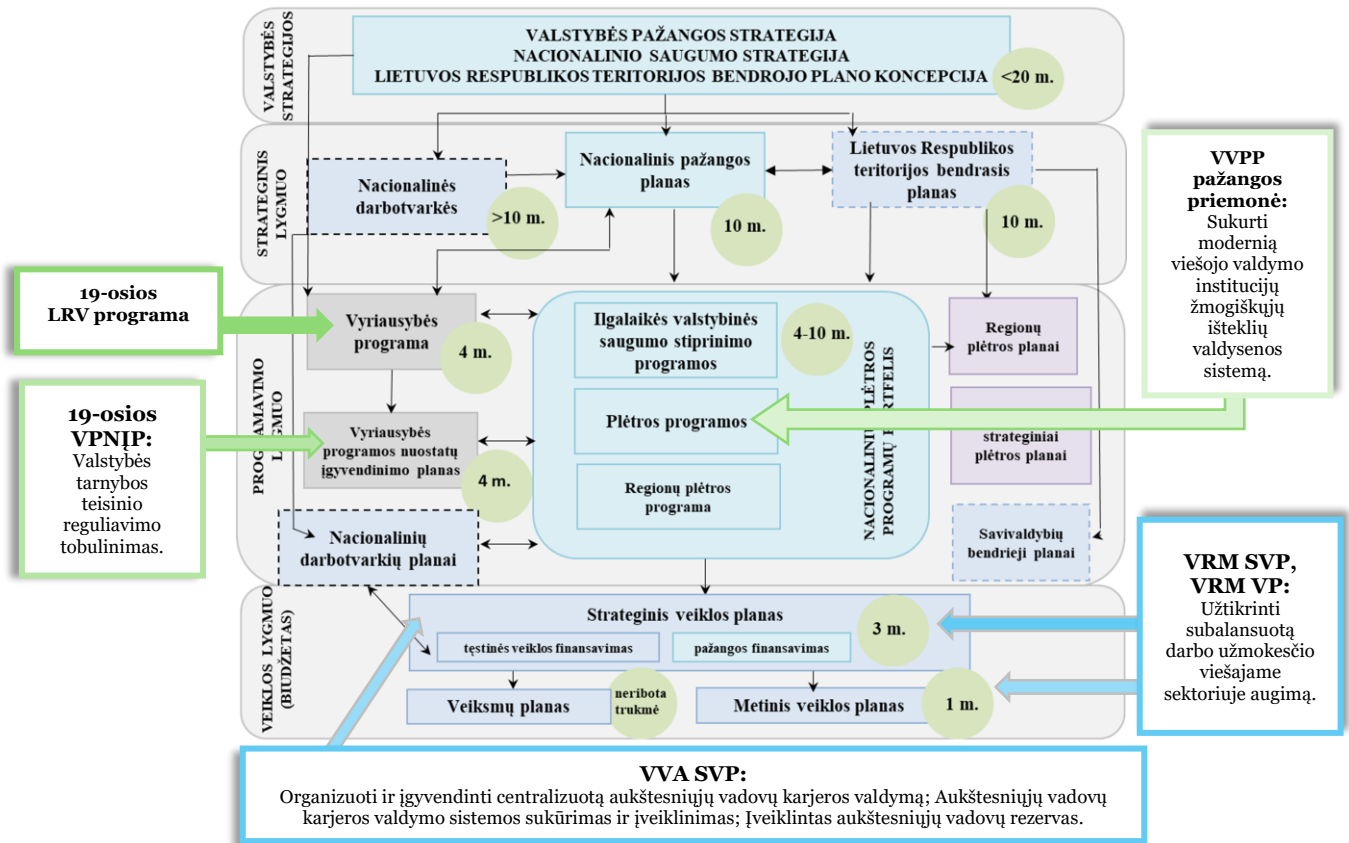 VALSTYBĖS
STRATEGIJOS
VALSTYBĖS PAŽANGOS STRATEGIJA
NACIONALINIO SAUGUMO STRATEGIJA
LIETUVOS RESPUBLIKOS TERITORIJOS BENDROJO PLANO KONCEPCIJA
<20 m.
STRATEGINIS
LYGMUO
Nacionalinės
darbotvarkės
>10 m.
Nacionalinis pažangos
planas
10 m.
Lietuvos Respublikos
teritorijos bendrasis
planas
10 m.
VVPP
pažangos
priemonė:
Sukurti
modernią
viešojo valdymo
institucijų
žmogiškųjų
išteklių
valdysenos
sistemą.
19-osios
LRV programa
19-osios
VPNĮP:
Valstybės
tarnybos
teisinio
reguliavimo
tobulinimas.
PROGRAMAVIMO
LYGMUO
Vyriausybės
programa
4 m.
Vyriausybės
programos nuostatų
įgyvendinimo planas
4 m.
Nacionalinių
darbotvarkių planai
Ilgalaikės valstybinės
saugumo stiprinimo
programos
4-10 m.
Plėtros programos
Regionų plėtros
programa
NACIONALINIŲ PLĖTROS
PROGRAMŲ
Regionų
plėtros planai
strateginiai
plėtros planai
Savivaldybių
bendrieji planai
VRM SVP,
VRM VP:
Užtikrinti
subalansuotą
darbo užmokesčio
viešajame
sektoriuje augimą.
VEIKLOS LYGMUO
(BIUDŽETAS)
Strateginis veiklos planas
3 m.
tęstinės veiklos finansavimas
pažangos finansavimas
Veiksmų planas
neribota
trukmė
Metinis veiklos planas
1 m.
VVA SVP:
Organizuoti ir įgyvendinti centralizuotą aukštesniųjų vadovų karjeros valdymą; Aukštesniųjų vadovų
karjeros valdymo sistemos sukūrimas ir įveiklinimas; Įveiklintas aukštesniųjų vadovų rezervas.